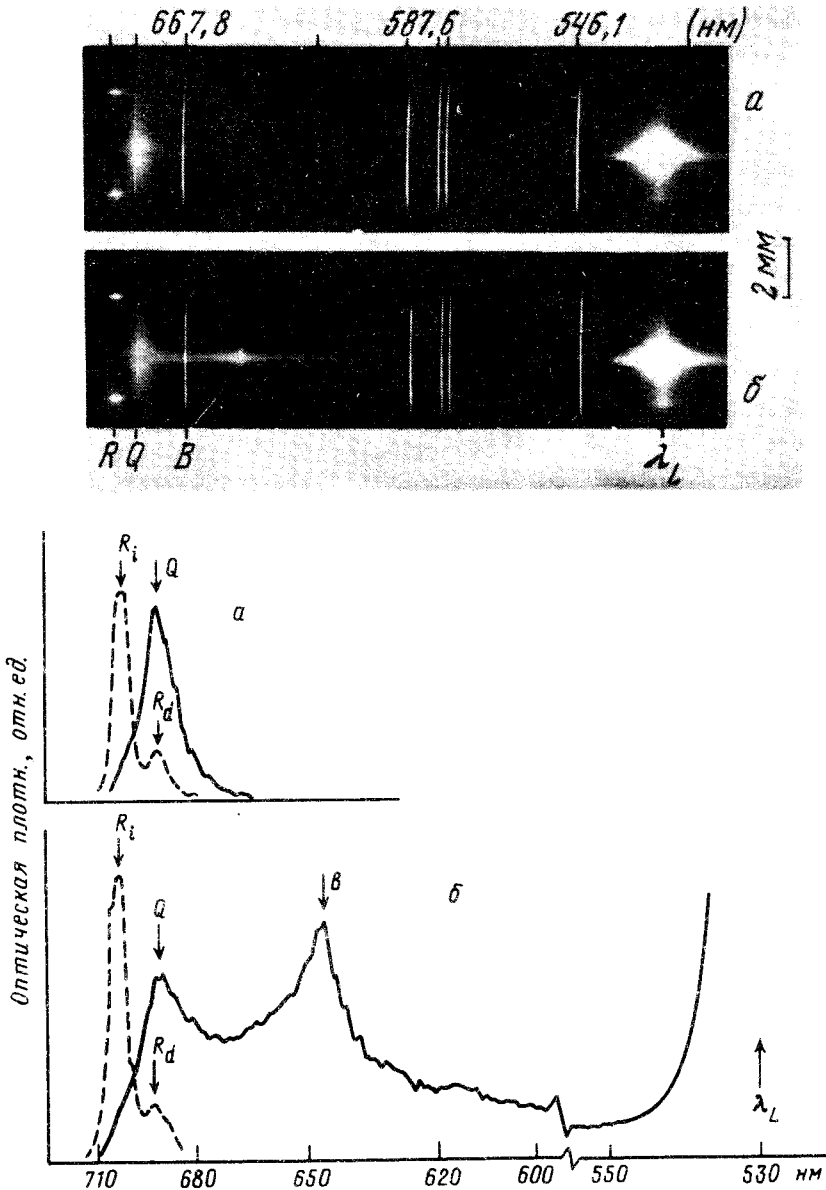 667,8 587,6 546,1 (нм)
а
2 мм
б
R Q B λL
Ri Q а
Rd
Оптическая плотн., отн. ед.
Ri
Q B б
Rd
λL
710 680 650 620 600 550 530 нм